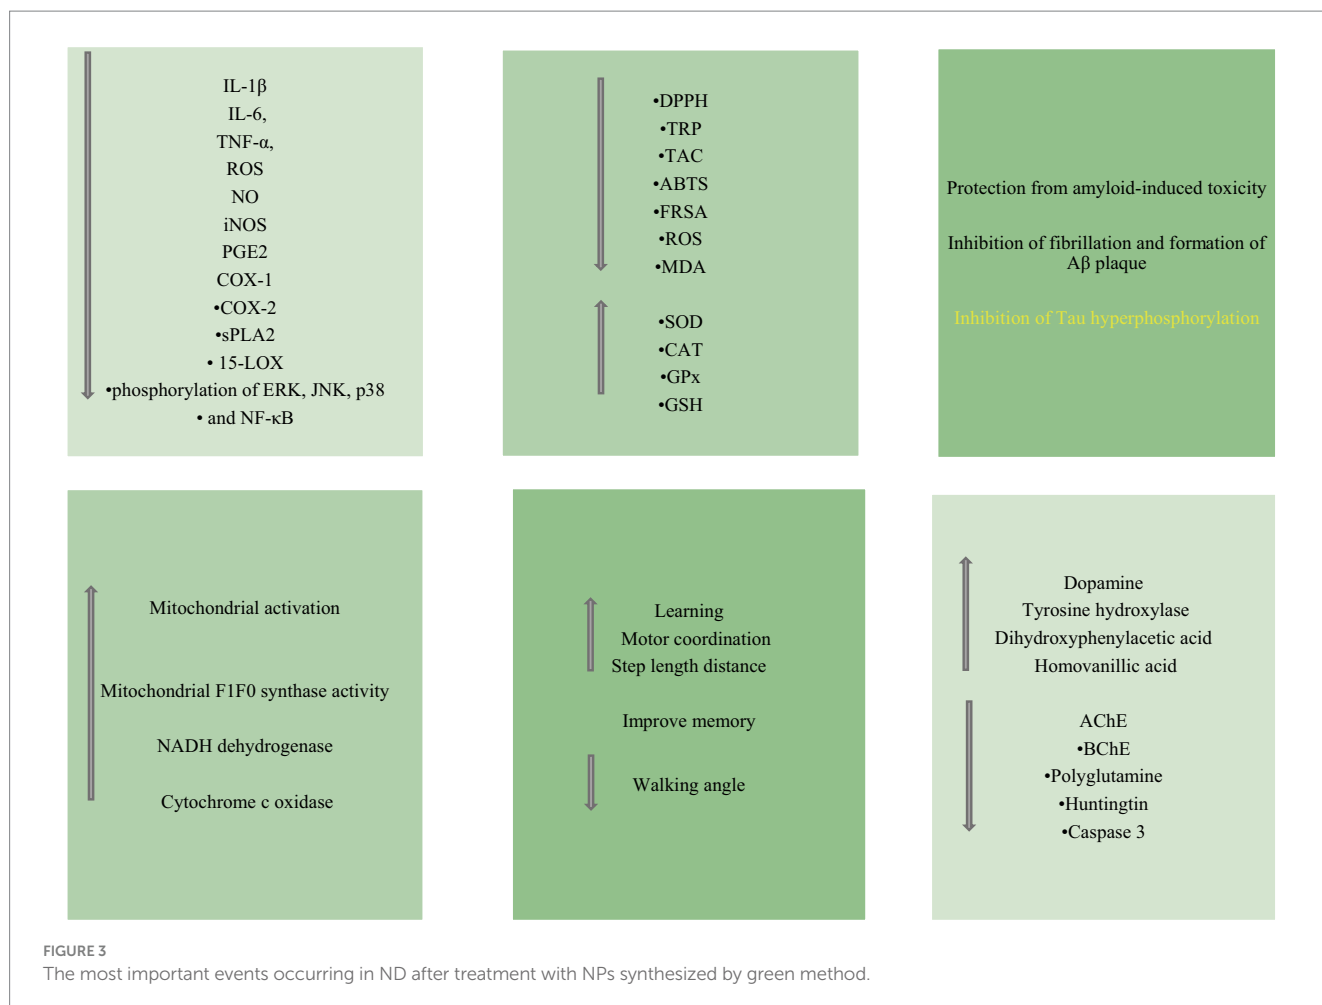 IL-1β
IL-6,
TNF-α,
ROS
NO
iNOS
PGE2
COX-1
•COX-2
•sPLA2
• 15-LOX
•phosphorylation of ERK, JNK, p38
• and NF-κB
•DPPH
•TRP
•TAC
•ABTS
•FRSA
•ROS
•MDA
•SOD
•CAT
•GPx
•GSH
Protection from amyloid-induced toxicity
Inhibition of fibrillation and formation of
Aβ plaque
Inhibition of Tau hyperphosphorylation
Mitochondrial activation
Mitochondrial F1F0 synthase activity
NADH dehydrogenase
Cytochrome c oxidase
Learning
Motor coordination
Step length distance
Improve memory
Walking angle
Dopamine
Tyrosine hydroxylase
Dihydroxyphenylacetic acid
Homovanillic acid
AChE
•BChE
•Polyglutamine
•Huntingtin
•Caspase 3
FIGURE 3
The most important events occurring in ND after treatment with NPs synthesized by green method.